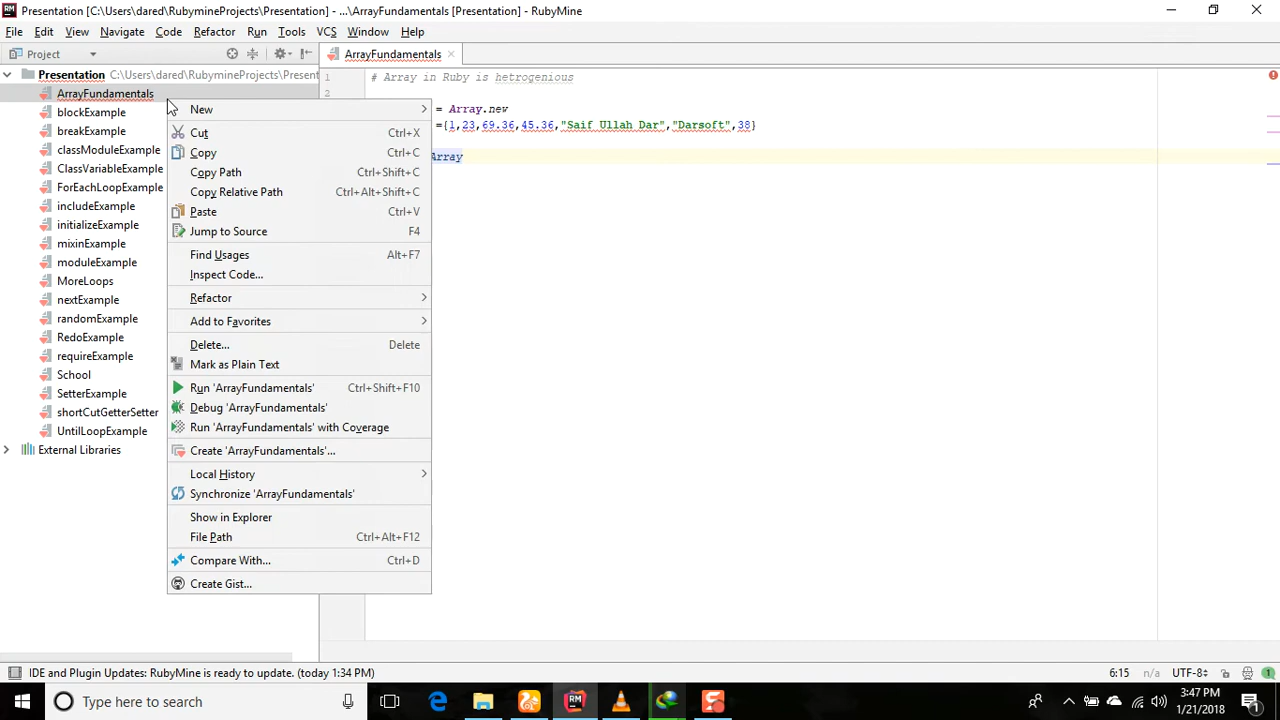 Presentation [C:\Users\dared\RubymineProjects\Presentation] - ...\ArrayFundamentals [Presentation] - RubyMine
File Edit View Navigate Code Refactor Run Tools VCS Window Help
Project
ArrayFundamentals
Presentation C:\Users\dared\RubymineProjects\Present
ArrayFundamentals
blockExample
breakExample
classModuleExample
ClassVariableExample
ForEachLoopExample
includeExample
initializeExample
mixinExample
moduleExample
MoreLoops
nextExample
randomExample
RedoExample
requireExample
School
SetterExample
shortCutGetterSetter
UntilLoopExample
External Libraries
New
Cut Ctrl+X
Copy Ctrl+C
Copy Path Ctrl+Shift+C
Copy Relative Path Ctrl+Alt+Shift+C
Paste Ctrl+V
Jump to Source F4
Find Usages Alt+F7
Inspect Code...
Refactor
Add to Favorites
Delete... Delete
Mark as Plain Text
Run 'ArrayFundamentals' Ctrl+Shift+F10
Debug 'ArrayFundamentals'
Run 'ArrayFundamentals' with Coverage
Create 'ArrayFundamentals'...
Local History
Synchronize 'ArrayFundamentals'
Show in Explorer
File Path Ctrl+Alt+F12
Compare With... Ctrl+D
Create Gist...
1 # Array in Ruby is hetrogenious
2
= Array.new
={1,23,69.36,45.36,"Saif Ullah Dar","Darsoft",38}
Array
IDE and Plugin Updates: RubyMine is ready to update. (today 1:34 PM)
6:15 n/a UTF-8 1
Type here to search
3:47 PM
1/21/2018
1